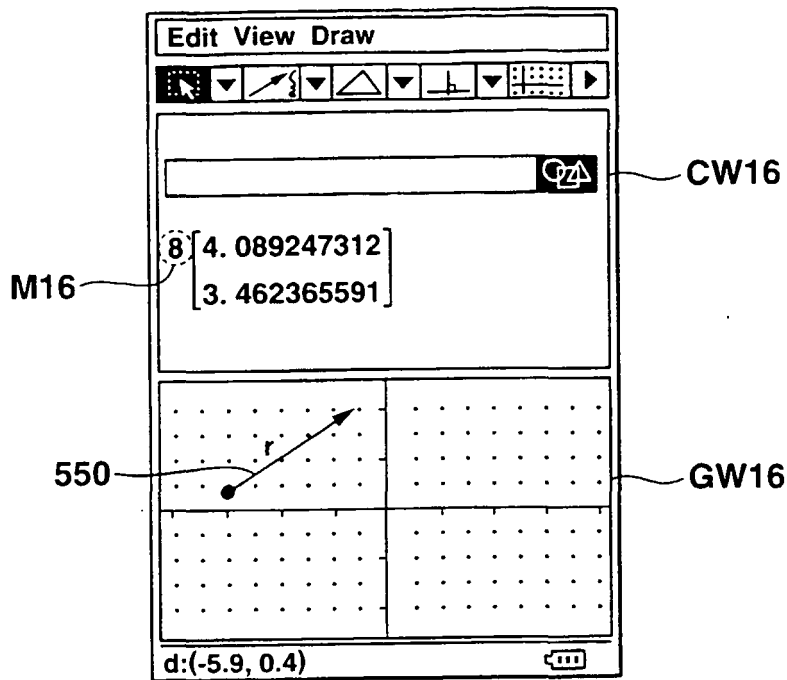 Edit View Draw
CW16
8 [4. 089247312
3. 462365591]
M16
r
550
GW16
d:(-5.9, 0.4)